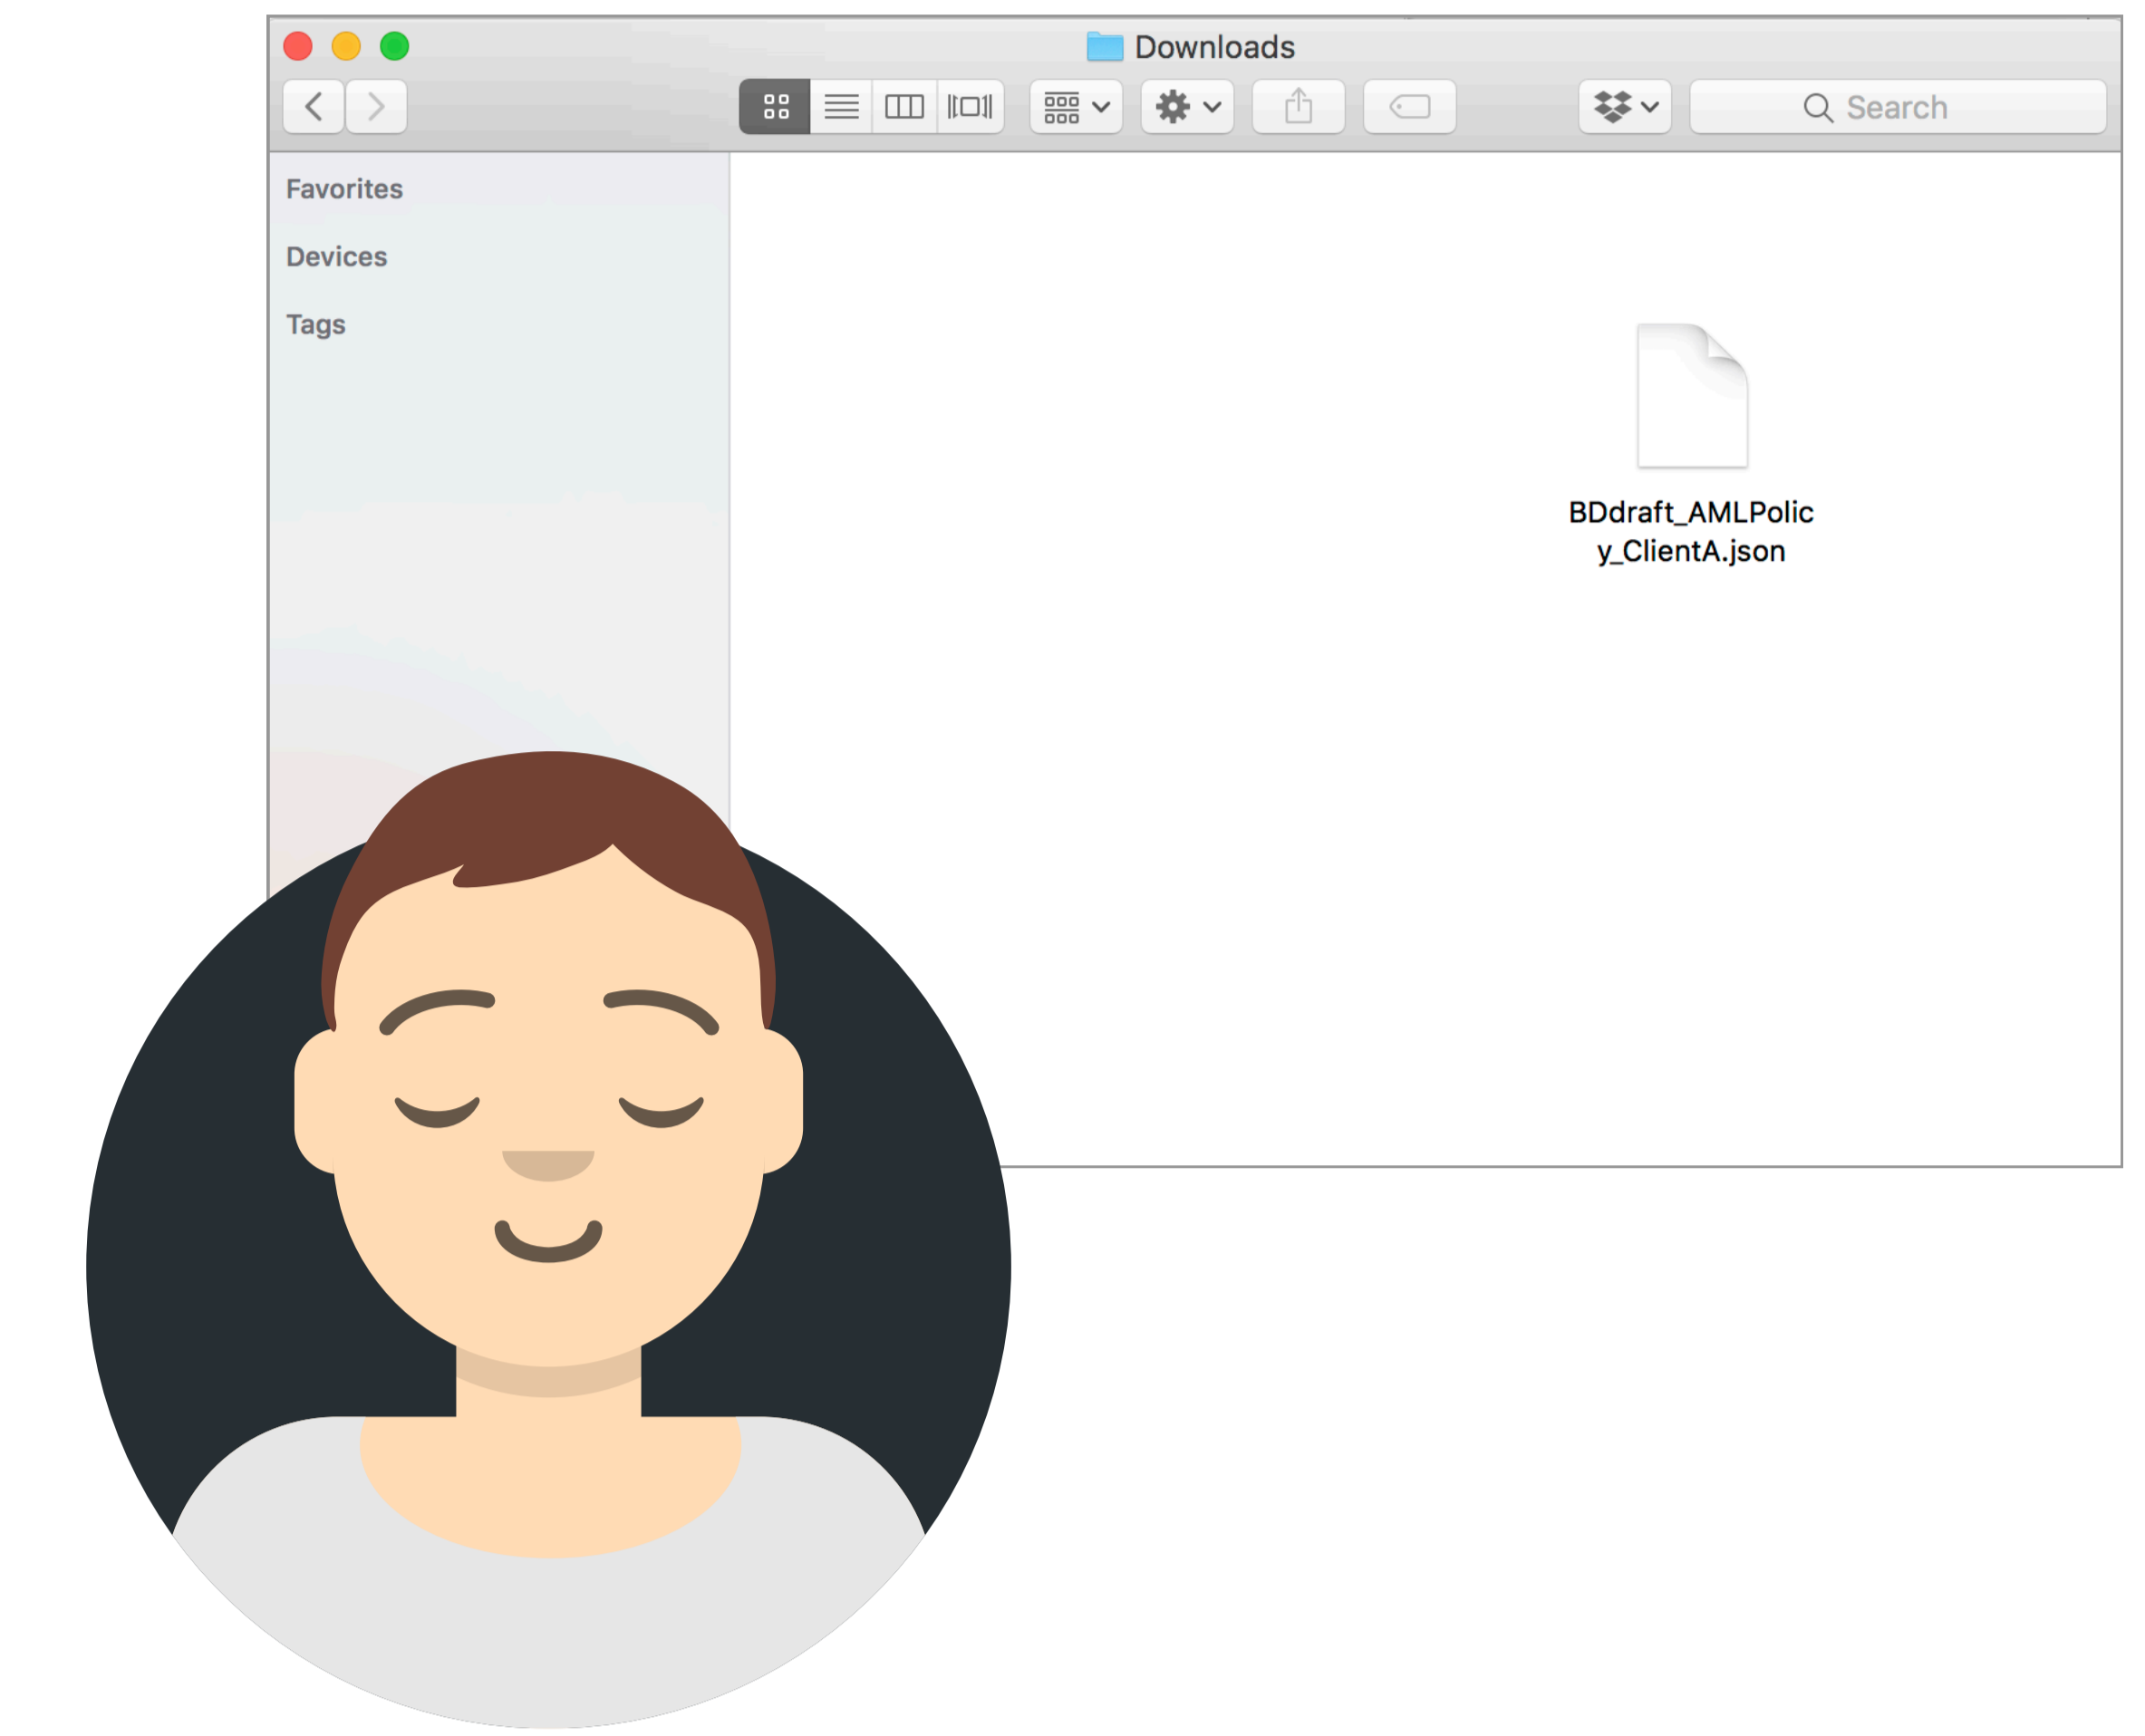 Downloads
Search
Favorites
Devices
Tags
BDdraft_AMLPolic
y_ClientA.json